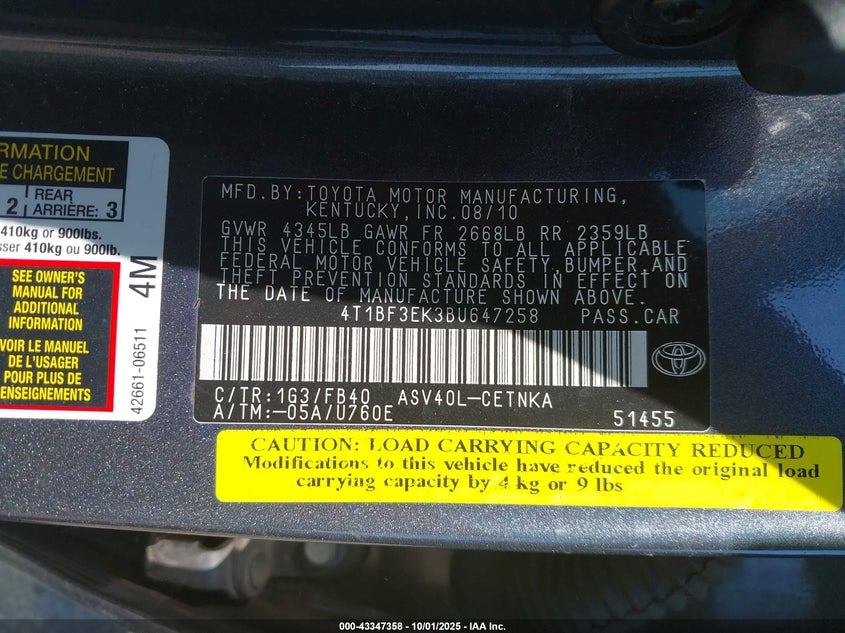 RMATION
E CHARGEMENT
2 REAR
ARRIÈRE: 3
410kg or 900lbs.
sser 410kg ou 900lb.
SEE OWNER'S
MANUAL FOR
ADDITIONAL
INFORMATION
VOIR LE MANUEL
DE L'USAGER
POUR PLUS DE
ENSEIGNEMENTS
4M
42661-06511
MFD.BY:TOYOTA MOTOR MANUFACTURING,
KENTUCKY,INC.08/10
GVWR 4345LB GAWR FR 2668LB RR 2359LB
THIS VEHICLE CONFORMS TO ALL APPLICABLE
FEDERAL MOTOR VEHICLE SAFETY,BUMPER,AND
THEFT PREVENTION STANDARDS IN EFFECT ON
THE DATE OF MANUFACTURE SHOWN ABOVE.
4T1BF3EK3BU647258 PASS.CAR
C/TR:1G3/FB40 ASV40L-CETNKA
A/TM:-05A/U760E 51455
CAUTION: LOAD CARRYING CAPACITY REDUCED
Modifications to this vehicle have reduced the original load
carrying capacity by 4 kg or 9 lbs
000-43347358 - 10/01/2025 - IAA Inc.